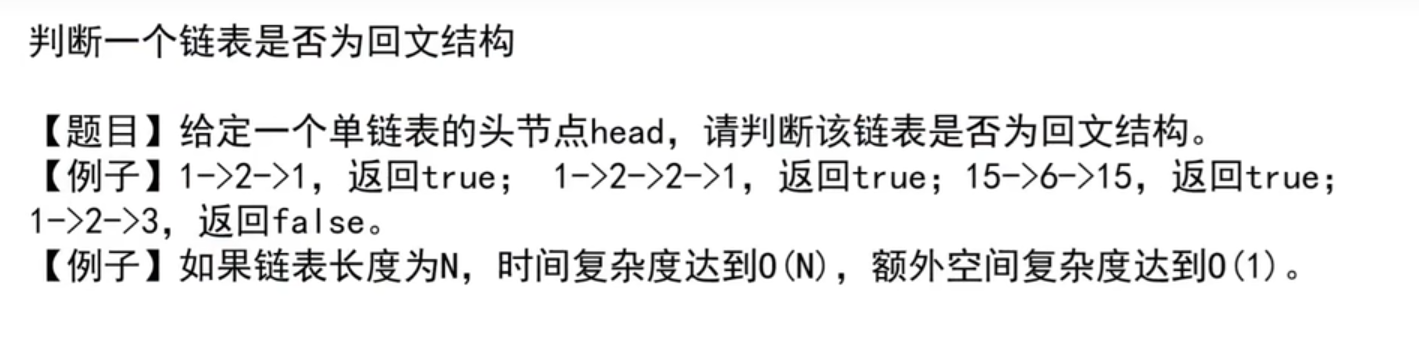 判断一个链表是否为回文结构
【题目】给定一个单链表的头节点head，请判断该链表是否为回文结构。
【例子】1->2->1，返回true； 1->2->2->1，返回true；15->6->15，返回true；
1->2->3，返回false。
【例子】如果链表长度为N，时间复杂度达到O(N)，额外空间复杂度达到O(1)。